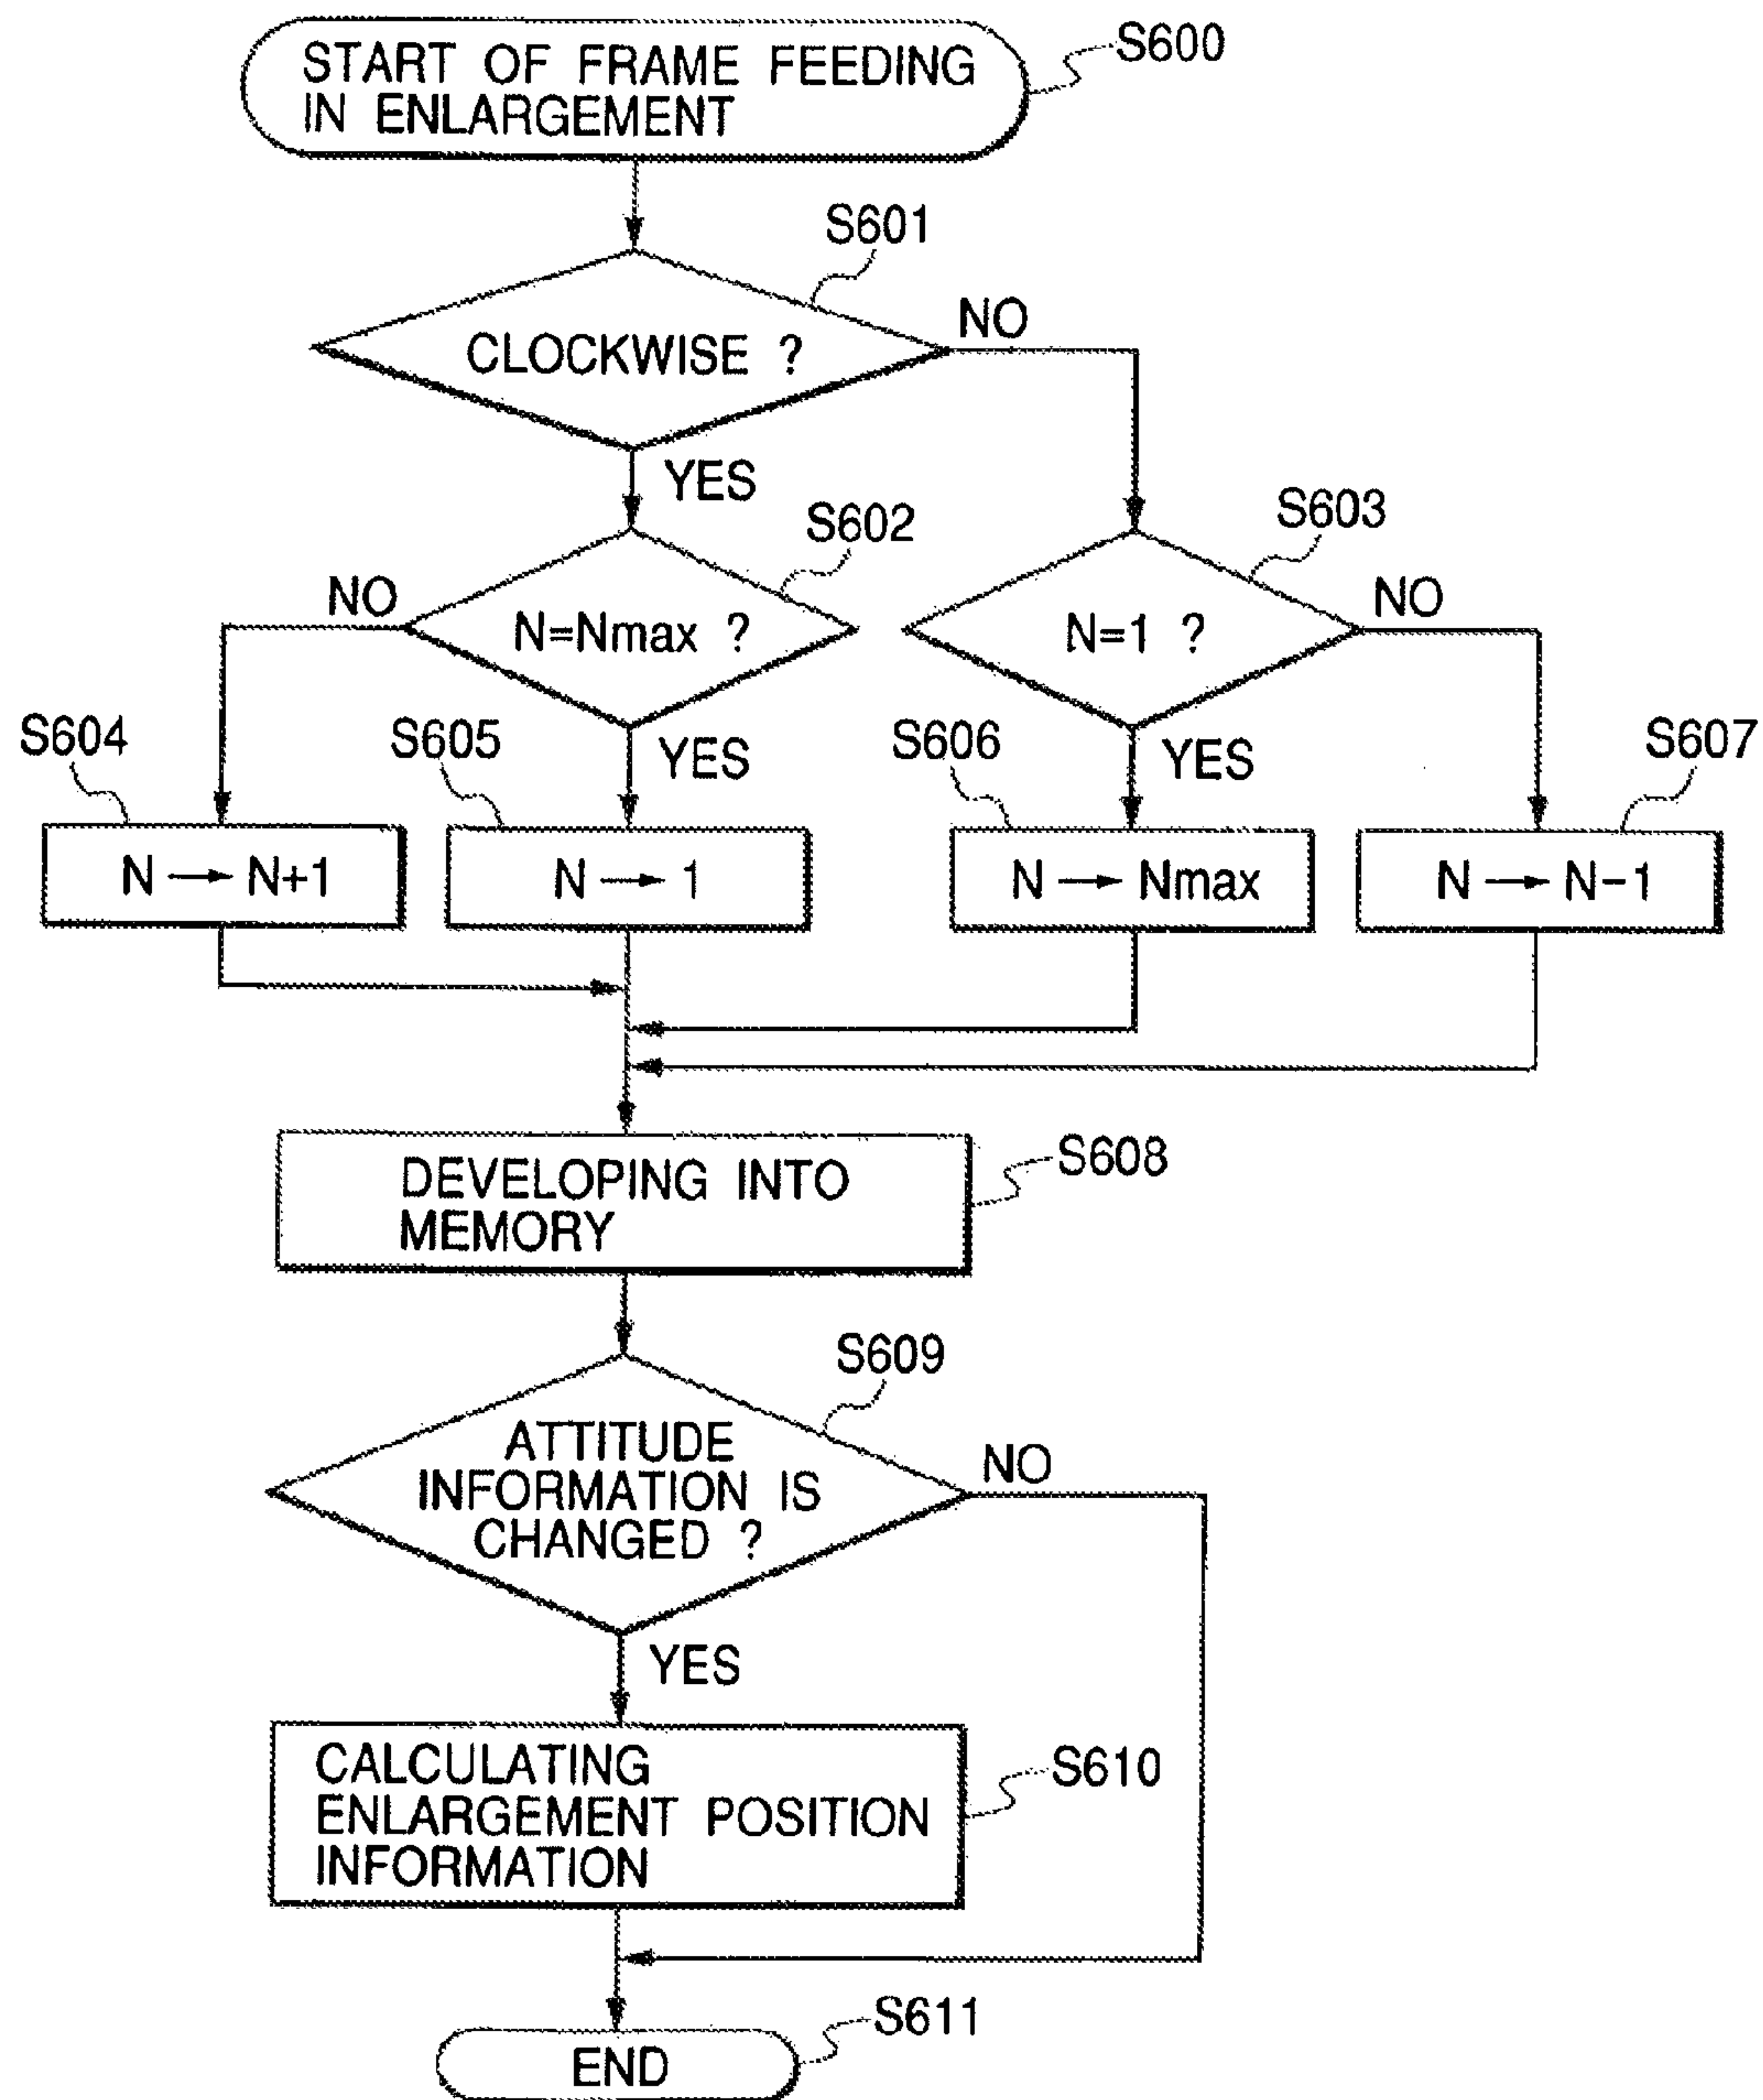 START OF FRAME FEEDING
IN ENLARGEMENT
S600
S601
CLOCKWISE ?
NO
YES
S602
S603
NO
N=Nmax ?
N=1 ?
NO
S604
S605
YES
S606
YES
S607
N → N+1
N → 1
N → Nmax
N → N-1
DEVELOPING INTO
MEMORY
S608
S609
ATTITUDE
INFORMATION IS
CHANGED ?
NO
YES
CALCULATING
ENLARGEMENT POSITION
INFORMATION
S610
S611
END